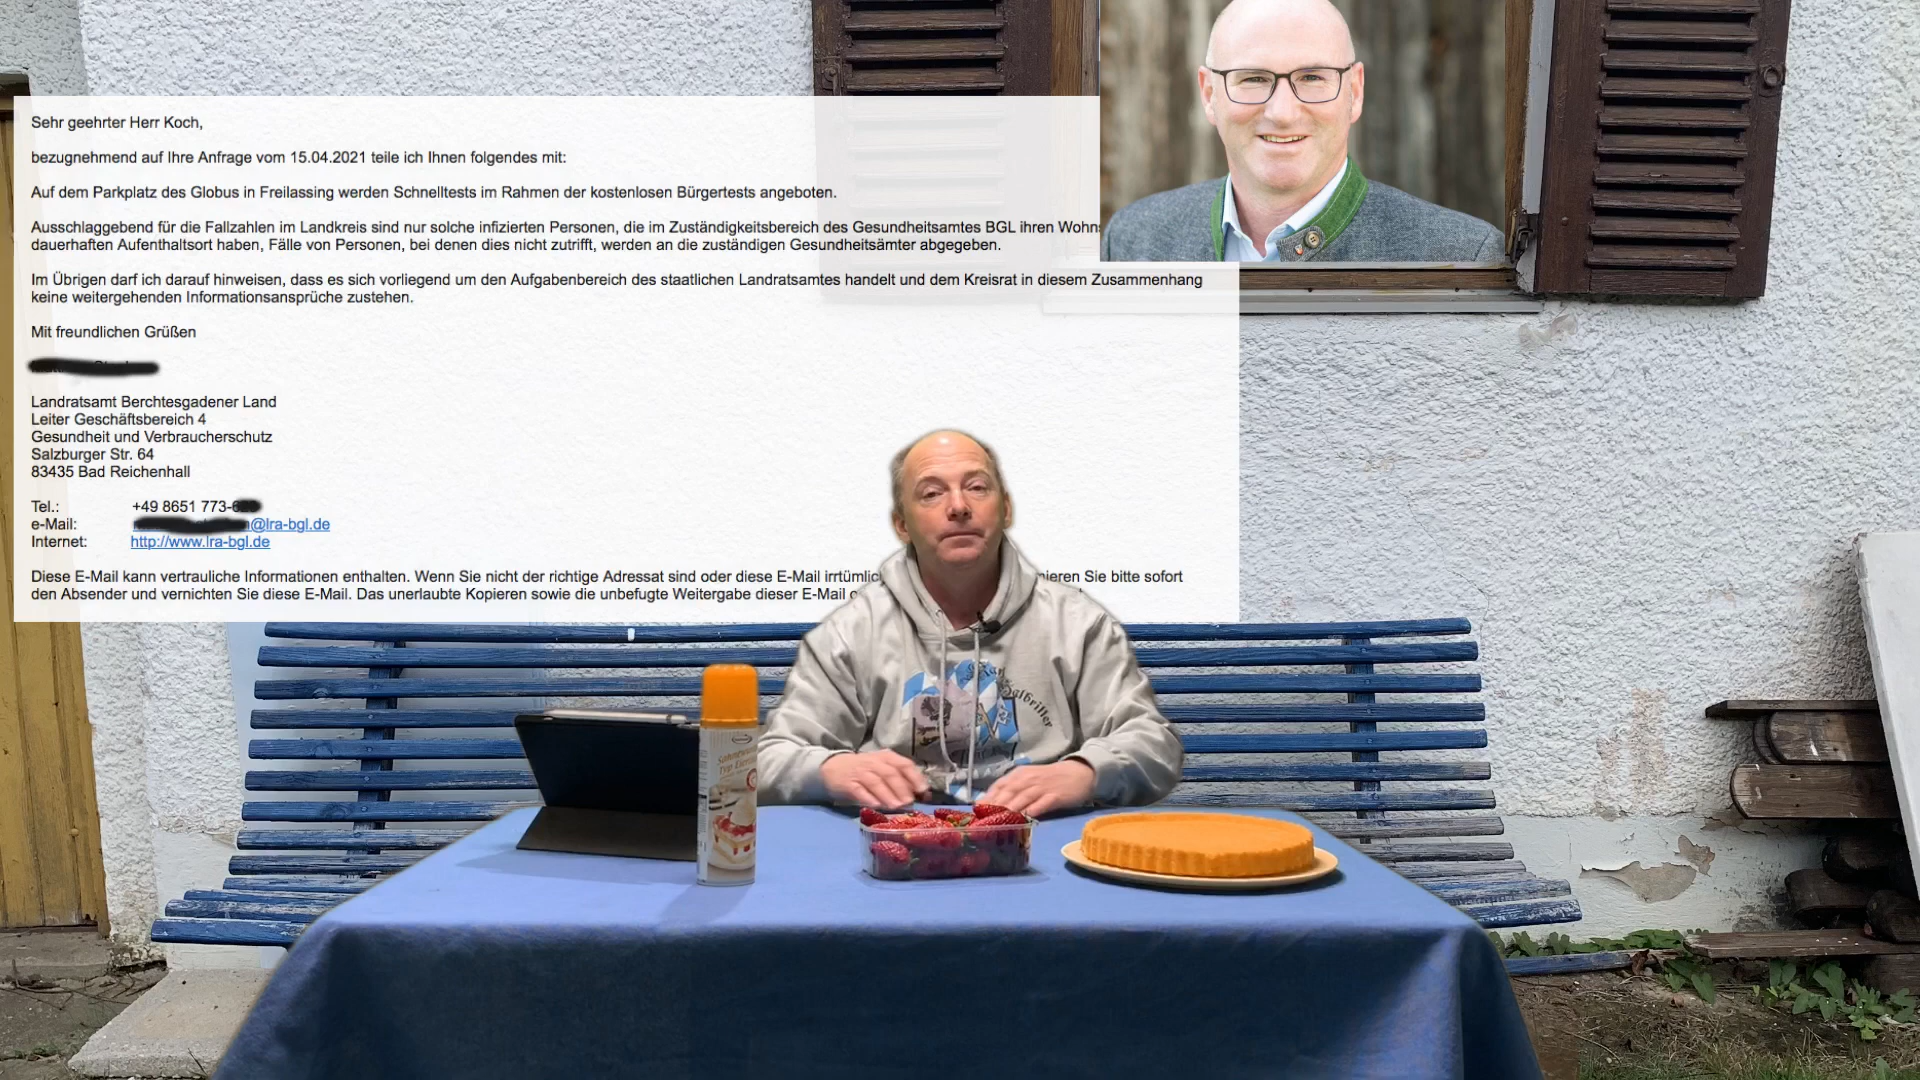 Sehr geehrter Herr Koch,
bezugnehmend auf Ihre Anfrage vom 15.04.2021 teile ich Ihnen folgendes mit:
Auf dem Parkplatz des Globus in Freilassing werden Schnelltests im Rahmen der kostenlosen Bürgertests angeboten.
Ausschlaggebend für die Fallzahlen im Landkreis sind nur solche infizierten Personen, die im Zuständigkeitsbereich des Gesundheitsamtes BGL ihren
dauerhaften Aufenthaltsort haben, Fälle von Personen, bei denen dies nicht zutrifft, werden an die zuständigen Gesundheitsämter abgegeben.
Im Übrigen darf ich darauf hinweisen, dass es sich vorliegend um den Aufgabenbereich des staatlichen Landratsamtes handelt und dem Kreisrat in diesem Zusammenhang
keine weitergehenden Informationsansprüche zustehen.
Mit freundlichen Grüßen
Landratsamt Berchtesgadener Land
Leiter Geschäftsbereich 4
Gesundheit und Verbraucherschutz
Salzburger Str. 64
83435 Bad Reichenhall
Tel.: +49 8651 773-
e-Mail: @lra-bgl.de
Internet: http://www.lra-bgl.de
Diese E-Mail kann vertrauliche Informationen enthalten. Wenn Sie nicht der richtige Adressat sind oder diese E-Mail Sie bitte sofort
den Absender und vernichten Sie diese E-Mail. Das unerlaubte Kopieren sowie die unbefugte Weitergabe dieser E-Mail